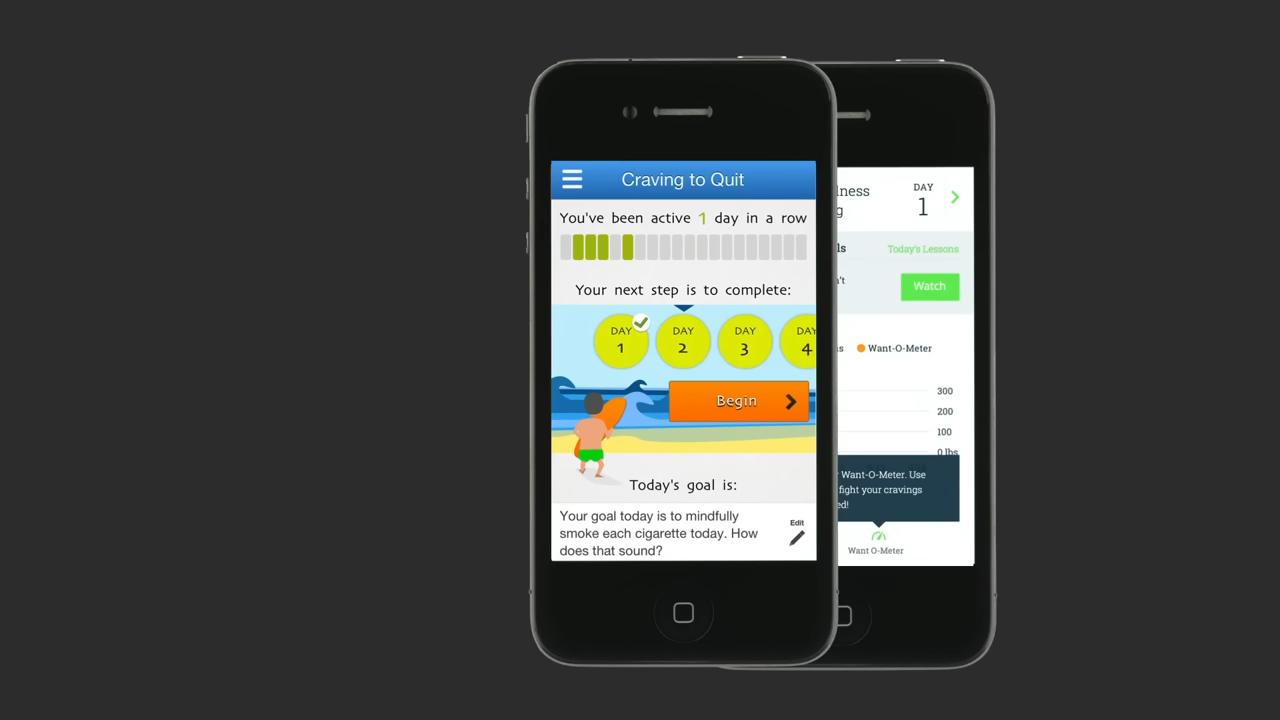 Craving to Quit
You've been active 1 day in a row
Your next step is to complete:
DAY 1
DAY 2
DAY 3
DAY 4
Begin
Today's goal is:
Your goal today is to mindfully
smoke each cigarette today. How
does that sound?
Edit
DAY
1
Today's Lessons
Watch
Want-O-Meter
300
200
100
0 lbs
Want-O-Meter. Use
fight your cravings
Want O-Meter